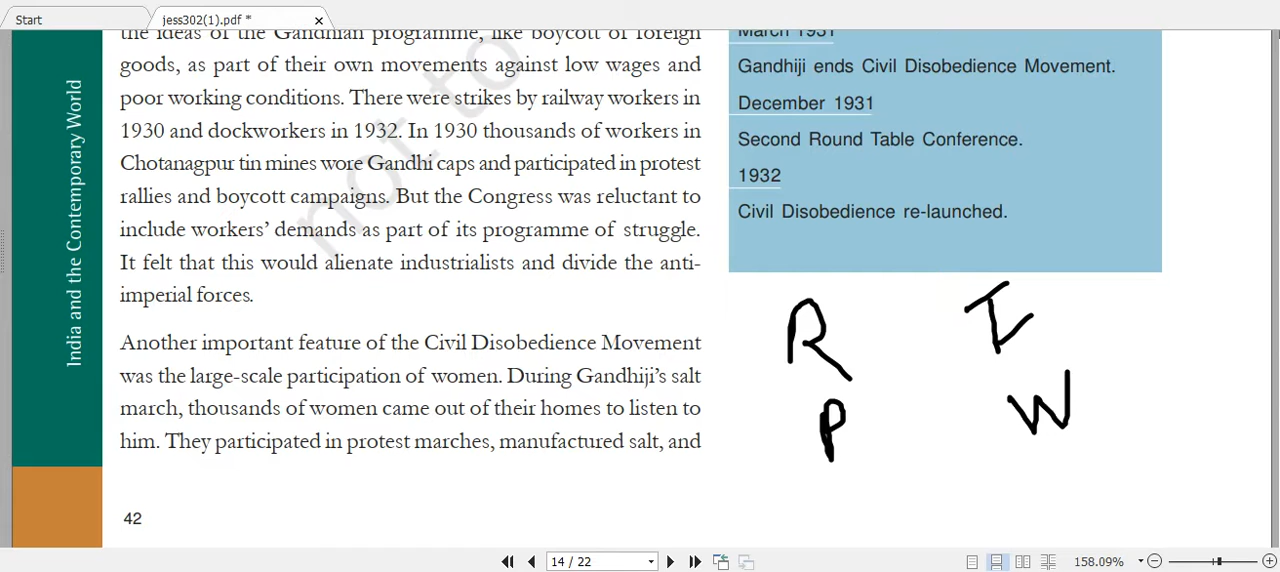 Start
jess302(1).pdf *
×
India and the Contemporary World
the ideas of the Gandhian programme, like boycott of foreign
goods, as part of their own movements against low wages and
poor working conditions. There were strikes by railway workers in
1930 and dockworkers in 1932. In 1930 thousands of workers in
Chotanagpur tin mines wore Gandhi caps and participated in protest
rallies and boycott campaigns. But the Congress was reluctant to
include workers’ demands as part of its programme of struggle.
It felt that this would alienate industrialists and divide the anti-
imperial forces.
Another important feature of the Civil Disobedience Movement
was the large-scale participation of women. During Gandhiji’s salt
march, thousands of women came out of their homes to listen to
him. They participated in protest marches, manufactured salt, and
not to
42
March 1931
Gandhiji ends Civil Disobedience Movement.
December 1931
Second Round Table Conference.
1932
Civil Disobedience re-launched.
R I
P W
14 / 22
158.09%